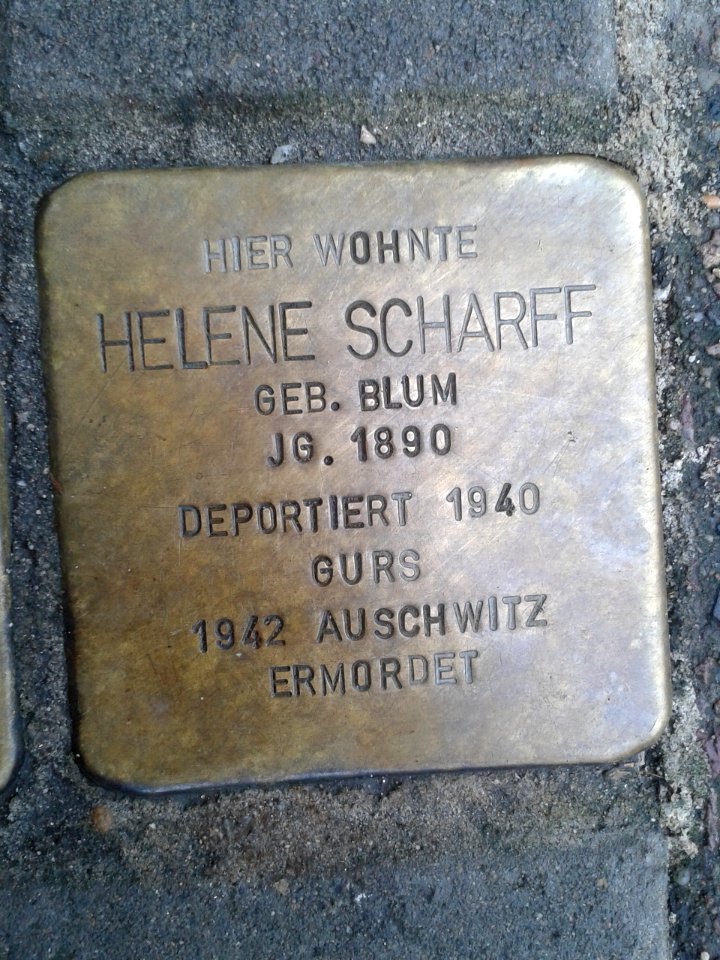 HIER WOHNTE
HELENE SCHARFF
GEB. BLUM
JG. 1890
DEPORTIERT 1940
GURS
1942 AUSCHWITZ
ERMORDET